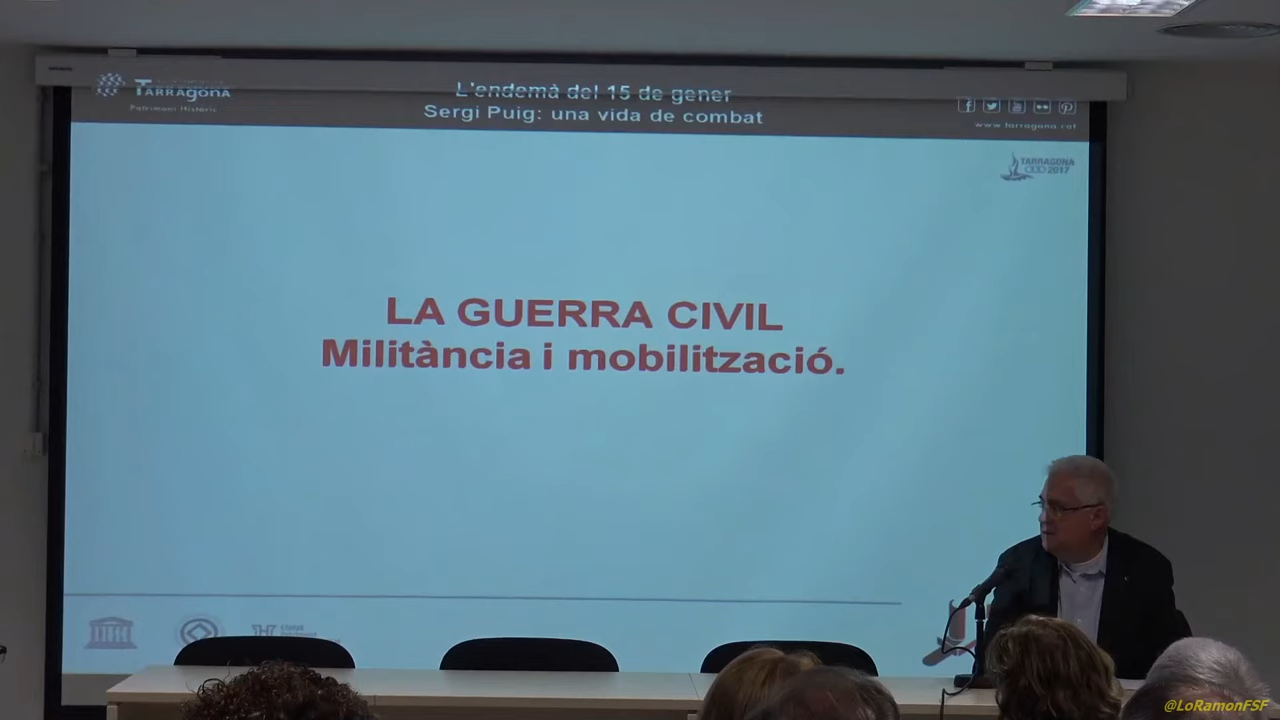 TARRAGONA
Patrimoni Històric
L'endemà del 15 de gener
Sergi Puig: una vida de combat
www.tarragona.cat
TARRAGONA
2017
LA GUERRA CIVIL
Militància i mobilització.
@LoRamonFSF